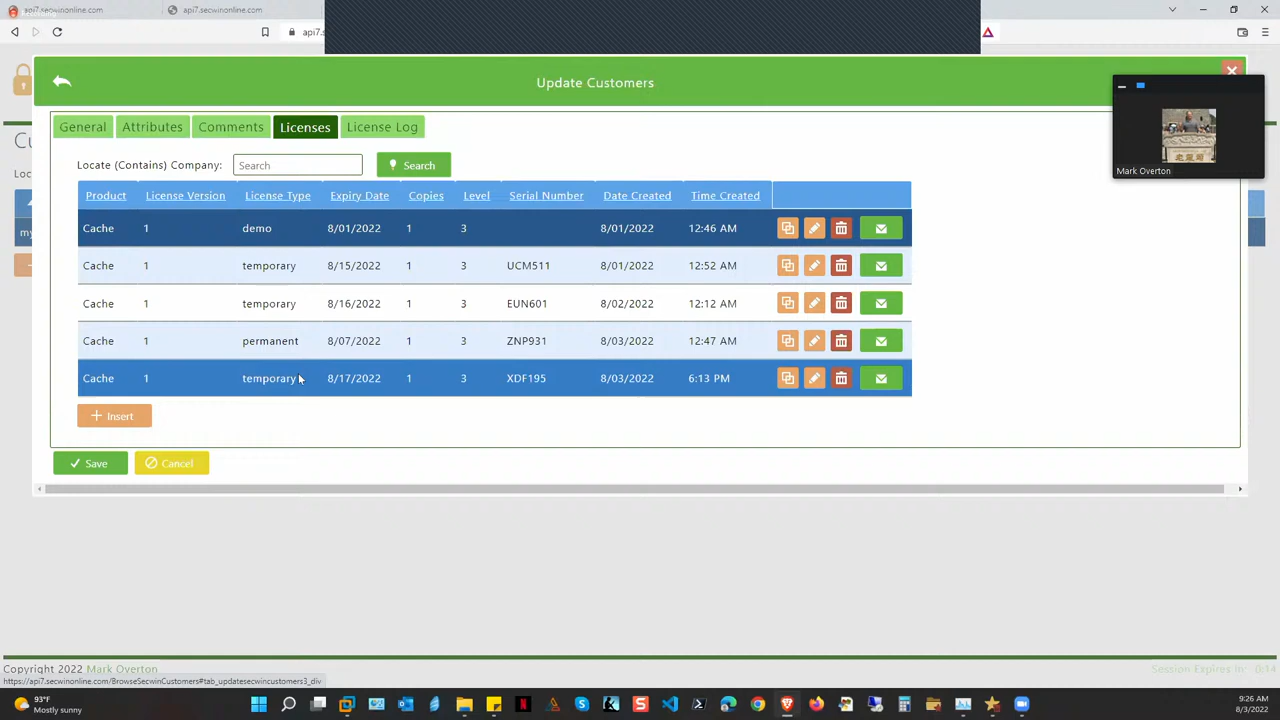 api7.secwinonline.com
api7.secwinonline.com
api7.s
Update Customers
General Attributes Comments Licenses License Log
Mark Overton
Locate (Contains) Company: Search Search
Product License Version License Type Expiry Date Copies Level Serial Number Date Created Time Created
Cache 1 demo 8/01/2022 1 3 8/01/2022 12:46 AM
Cache 1 temporary 8/15/2022 1 3 UCM511 8/01/2022 12:52 AM
Cache 1 temporary 8/16/2022 1 3 EUN601 8/02/2022 12:12 AM
Cache 1 permanent 8/07/2022 1 3 ZNP931 8/03/2022 12:47 AM
Cache 1 temporary 8/17/2022 1 3 XDF195 8/03/2022 6:13 PM
Insert
Save Cancel
Copyright 2022 Mark Overton Session Expires in - 0:14
https://api7.secwinonline.com/BrowseSecwinCustomers#tab_updatesecwincustomers3_div
93°F
Mostly sunny
9:26 AM
8/3/2022